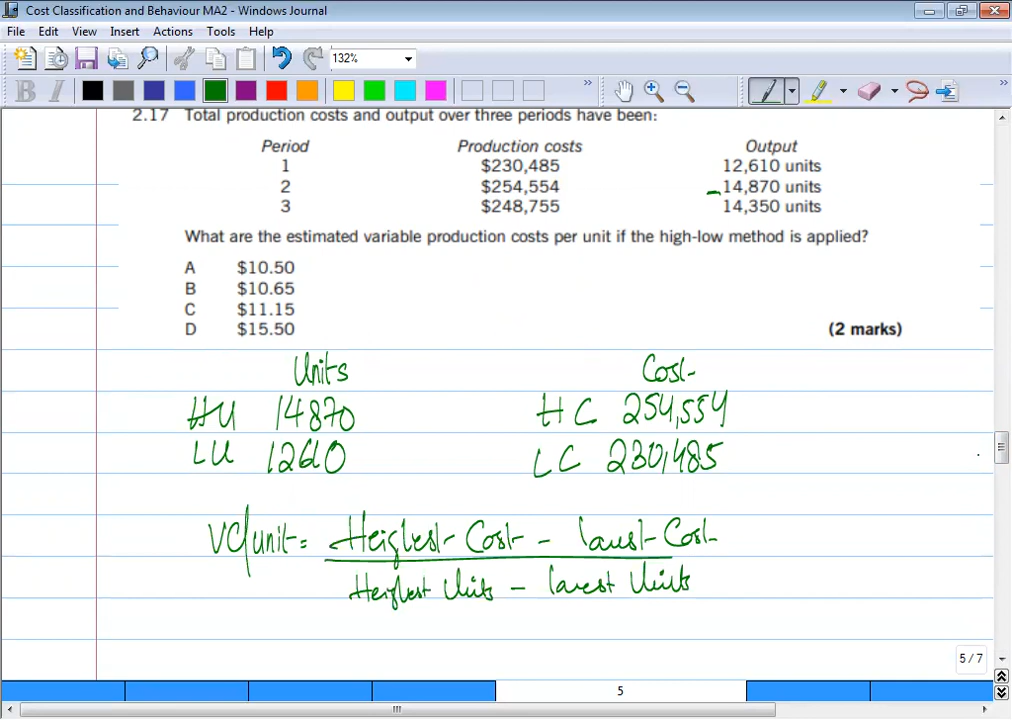 Cost Classification and Behaviour MA2 - Windows Journal
File Edit View Insert Actions Tools Help
132%
B I
2.17 Total production costs and output over three periods have been:
Period Production costs Output
1 $230,485 12,610 units
2 $254,554 14,870 units
3 $248,755 14,350 units
What are the estimated variable production costs per unit if the high-low method is applied?
A $10.50
B $10.65
C $11.15
D $15.50
(2 marks)
Units Cost
HU 14870 HC 254,554
LU 12610 LC 230,485
VC/unit = Heighest Cost - lowest Cost
Heighest Units - lowest Units
5 / 7
5